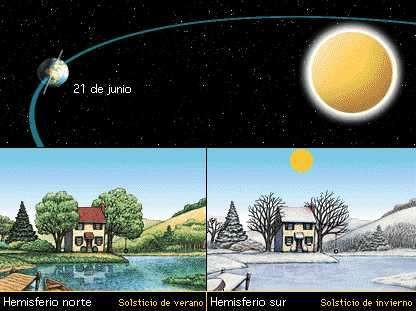 21 de junio
Hemisferio norte Solsticio de verano
Hemisferio sur Solsticio de invierno